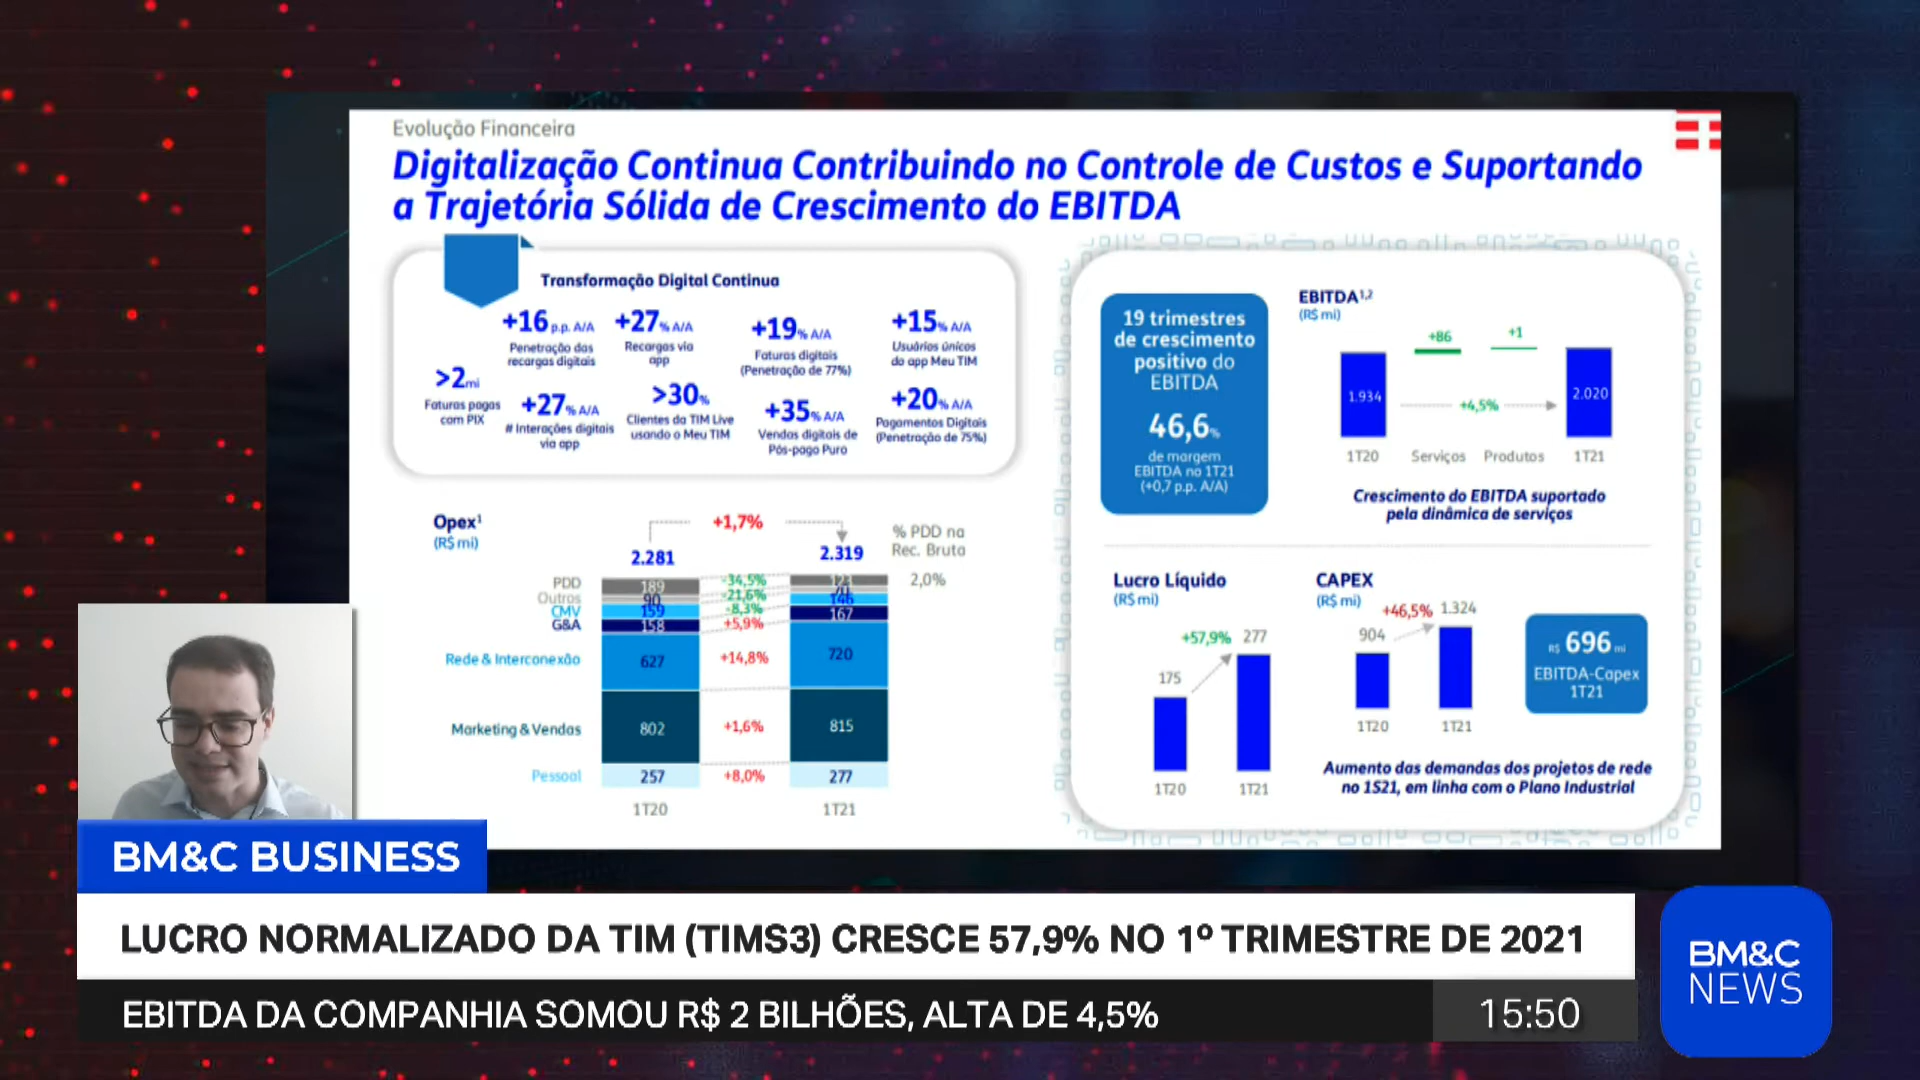 Evolução Financeira
Digitalização Continua Contribuindo no Controle de Custos e Suportando
a Trajetória Sólida de Crescimento do EBITDA
Transformação Digital Continua
+16 p.p. A/A
Penetração das
recargas digitais
+27% A/A
Recargas via
app
+19% A/A
Faturas digitais
(Penetração de 77%)
+15% A/A
Usuários únicos
do app Meu TIM
>2mi
Faturas pagas
com PIX
+27% A/A
# Interações digitais
via app
>30%
Clientes da TIM Live
usando o Meu TIM
+35% A/A
Vendas digitais de
Pós-pago Puro
+20% A/A
Pagamentos Digitais
(Penetração de 75%)
Opex¹
(R$ mi)
+1,7%
% PDD na
Rec. Bruta
2.281
2.319
2,0%
PDD 189 -34,5% 123
Outros 90 -21,6% 70
CMV 159 -8,3% 146
G&A 158 +5,9% 167
Rede & Interconexão 627 +14,8% 720
Marketing & Vendas 802 +1,6% 815
Pessoal 257 +8,0% 277
1T20 1T21
19 trimestres
de crescimento
positivo do
EBITDA
46,6%
de margem
EBITDA no 1T21
(+0,7 p.p. A/A)
EBITDA¹,²
(R$ mi)
+86 +1
1.934 +4,5% 2.020
1T20 Serviços Produtos 1T21
Crescimento do EBITDA suportado
pela dinâmica de serviços
Lucro Líquido
(R$ mi)
+57,9% 277
175
1T20 1T21
CAPEX
(R$ mi)
+46,5% 1.324
904
1T20 1T21
R$ 696 mi
EBITDA-Capex
1T21
Aumento das demandas dos projetos de rede
no 1S21, em linha com o Plano Industrial
BM&C BUSINESS
LUCRO NORMALIZADO DA TIM (TIMS3) CRESCE 57,9% NO 1º TRIMESTRE DE 2021
EBITDA DA COMPANHIA SOMOU R$ 2 BILHÕES, ALTA DE 4,5%
15:50
BM&C
NEWS